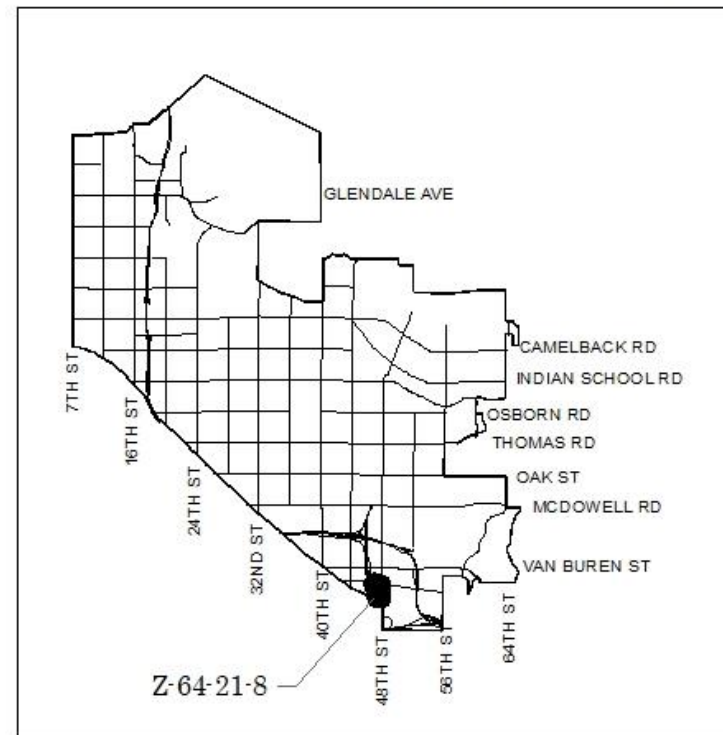 GLENDALE AVE
CAMELBACK RD
INDIAN SCHOOL RD
OSBORN RD
THOMAS RD
OAK ST
MCDOWELL RD
VAN BUREN ST
7TH ST
16TH ST
24TH ST
32ND ST
40TH ST
48TH ST
56TH ST
64TH ST
Z-64-21-8